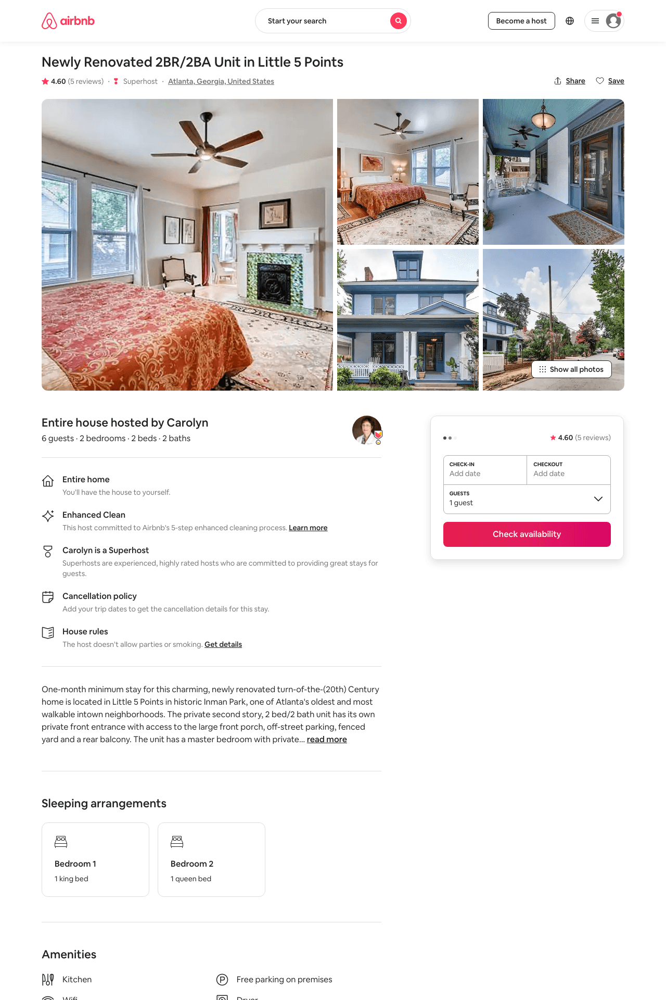 airbnb
Start your search
Become a host
Newly Renovated 2BR/2BA Unit in Little 5 Points
4.60 (5 reviews) · Superhost · Atlanta, Georgia, United States
Share
Save
1109
Show all photos
Entire house hosted by Carolyn
6 guests · 2 bedrooms · 2 beds · 2 baths
4.60 (5 reviews)
CHECK-IN
Add date
CHECKOUT
Add date
GUESTS
1 guest
Check availability
Entire home
You’ll have the house to yourself.
Enhanced Clean
This host committed to Airbnb's 5-step enhanced cleaning process. Learn more
Carolyn is a Superhost
Superhosts are experienced, highly rated hosts who are committed to providing great stays for
guests.
Cancellation policy
Add your trip dates to get the cancellation details for this stay.
House rules
The host doesn’t allow parties or smoking. Get details
One-month minimum stay for this charming, newly renovated turn-of-the-(20th) Century
home is located in Little 5 Points in historic Inman Park, one of Atlanta's oldest and most
walkable intown neighborhoods. The private second story, 2 bed/2 bath unit has its own
private front entrance with access to the large front porch, off-street parking, fenced
yard and a rear balcony. The unit has a master bedroom with private... read more
Sleeping arrangements
Bedroom 1
1 king bed
Bedroom 2
1 queen bed
Amenities
Kitchen
Free parking on premises
Wifi
Dryer